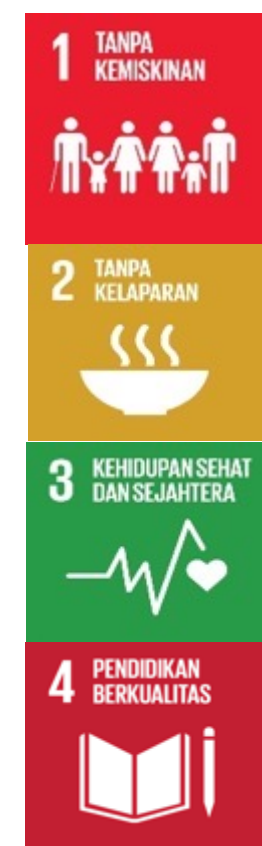 1 TANPA
KEMISKINAN
2 TANPA
KELAPARAN
3 KEHIDUPAN SEHAT
DAN SEJAHTERA
4 PENDIDIKAN
BERKUALITAS